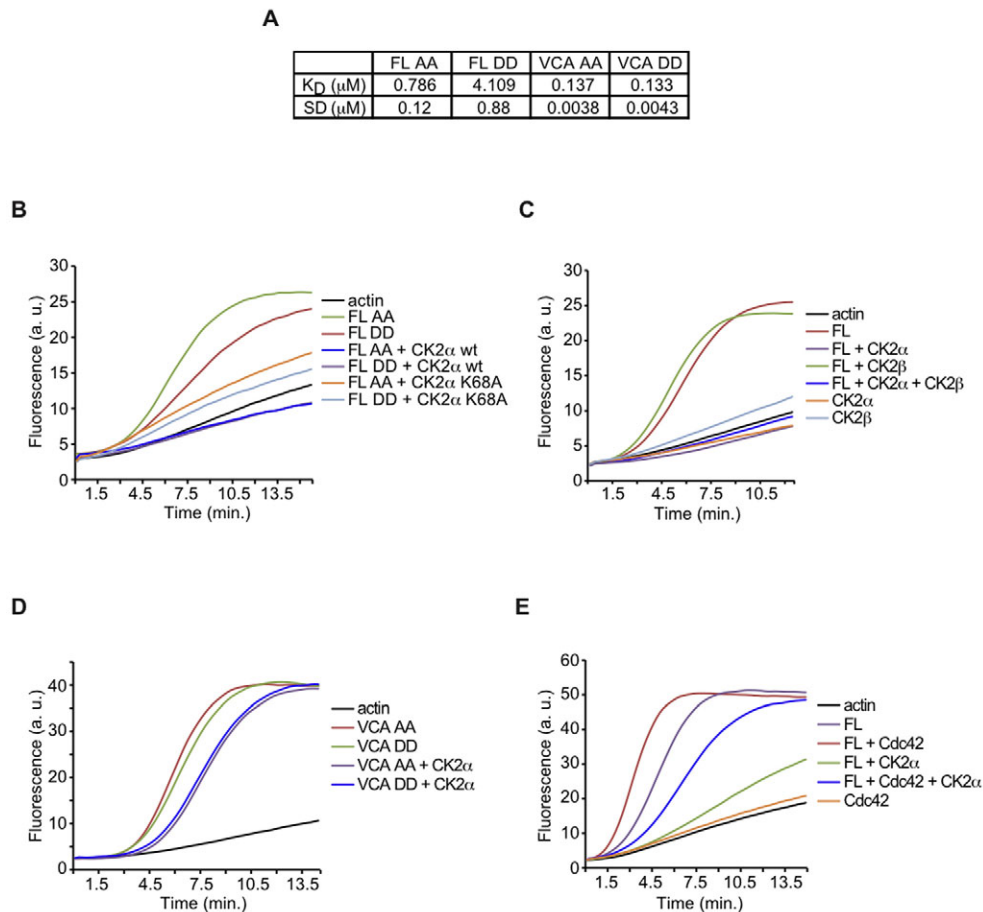 A
FL AA FL DD VCA AA VCA DD
KD (μM) 0.786 4.109 0.137 0.133
SD (μM) 0.12 0.88 0.0038 0.0043
B
30
25
20
15
10
5
0
Fluorescence (a. u.)
1.5 4.5 7.5 10.5 13.5
Time (min.)
actin
FL AA
FL DD
FL AA + CK2α wt
FL DD + CK2α wt
FL AA + CK2α K68A
FL DD + CK2α K68A
C
30
25
20
15
10
5
0
Fluorescence (a. u.)
1.5 4.5 7.5 10.5
Time (min.)
actin
FL
FL + CK2α
FL + CK2β
FL + CK2α + CK2β
CK2α
CK2β
D
40
30
20
10
0
Fluorescence (a. u.)
1.5 4.5 7.5 10.5 13.5
Time (min.)
actin
VCA AA
VCA DD
VCA AA + CK2α
VCA DD + CK2α
E
60
50
40
30
20
10
0
Fluorescence (a. u.)
1.5 4.5 7.5 10.5 13.5
Time (min.)
actin
FL
FL + Cdc42
FL + CK2α
FL + Cdc42 + CK2α
Cdc42